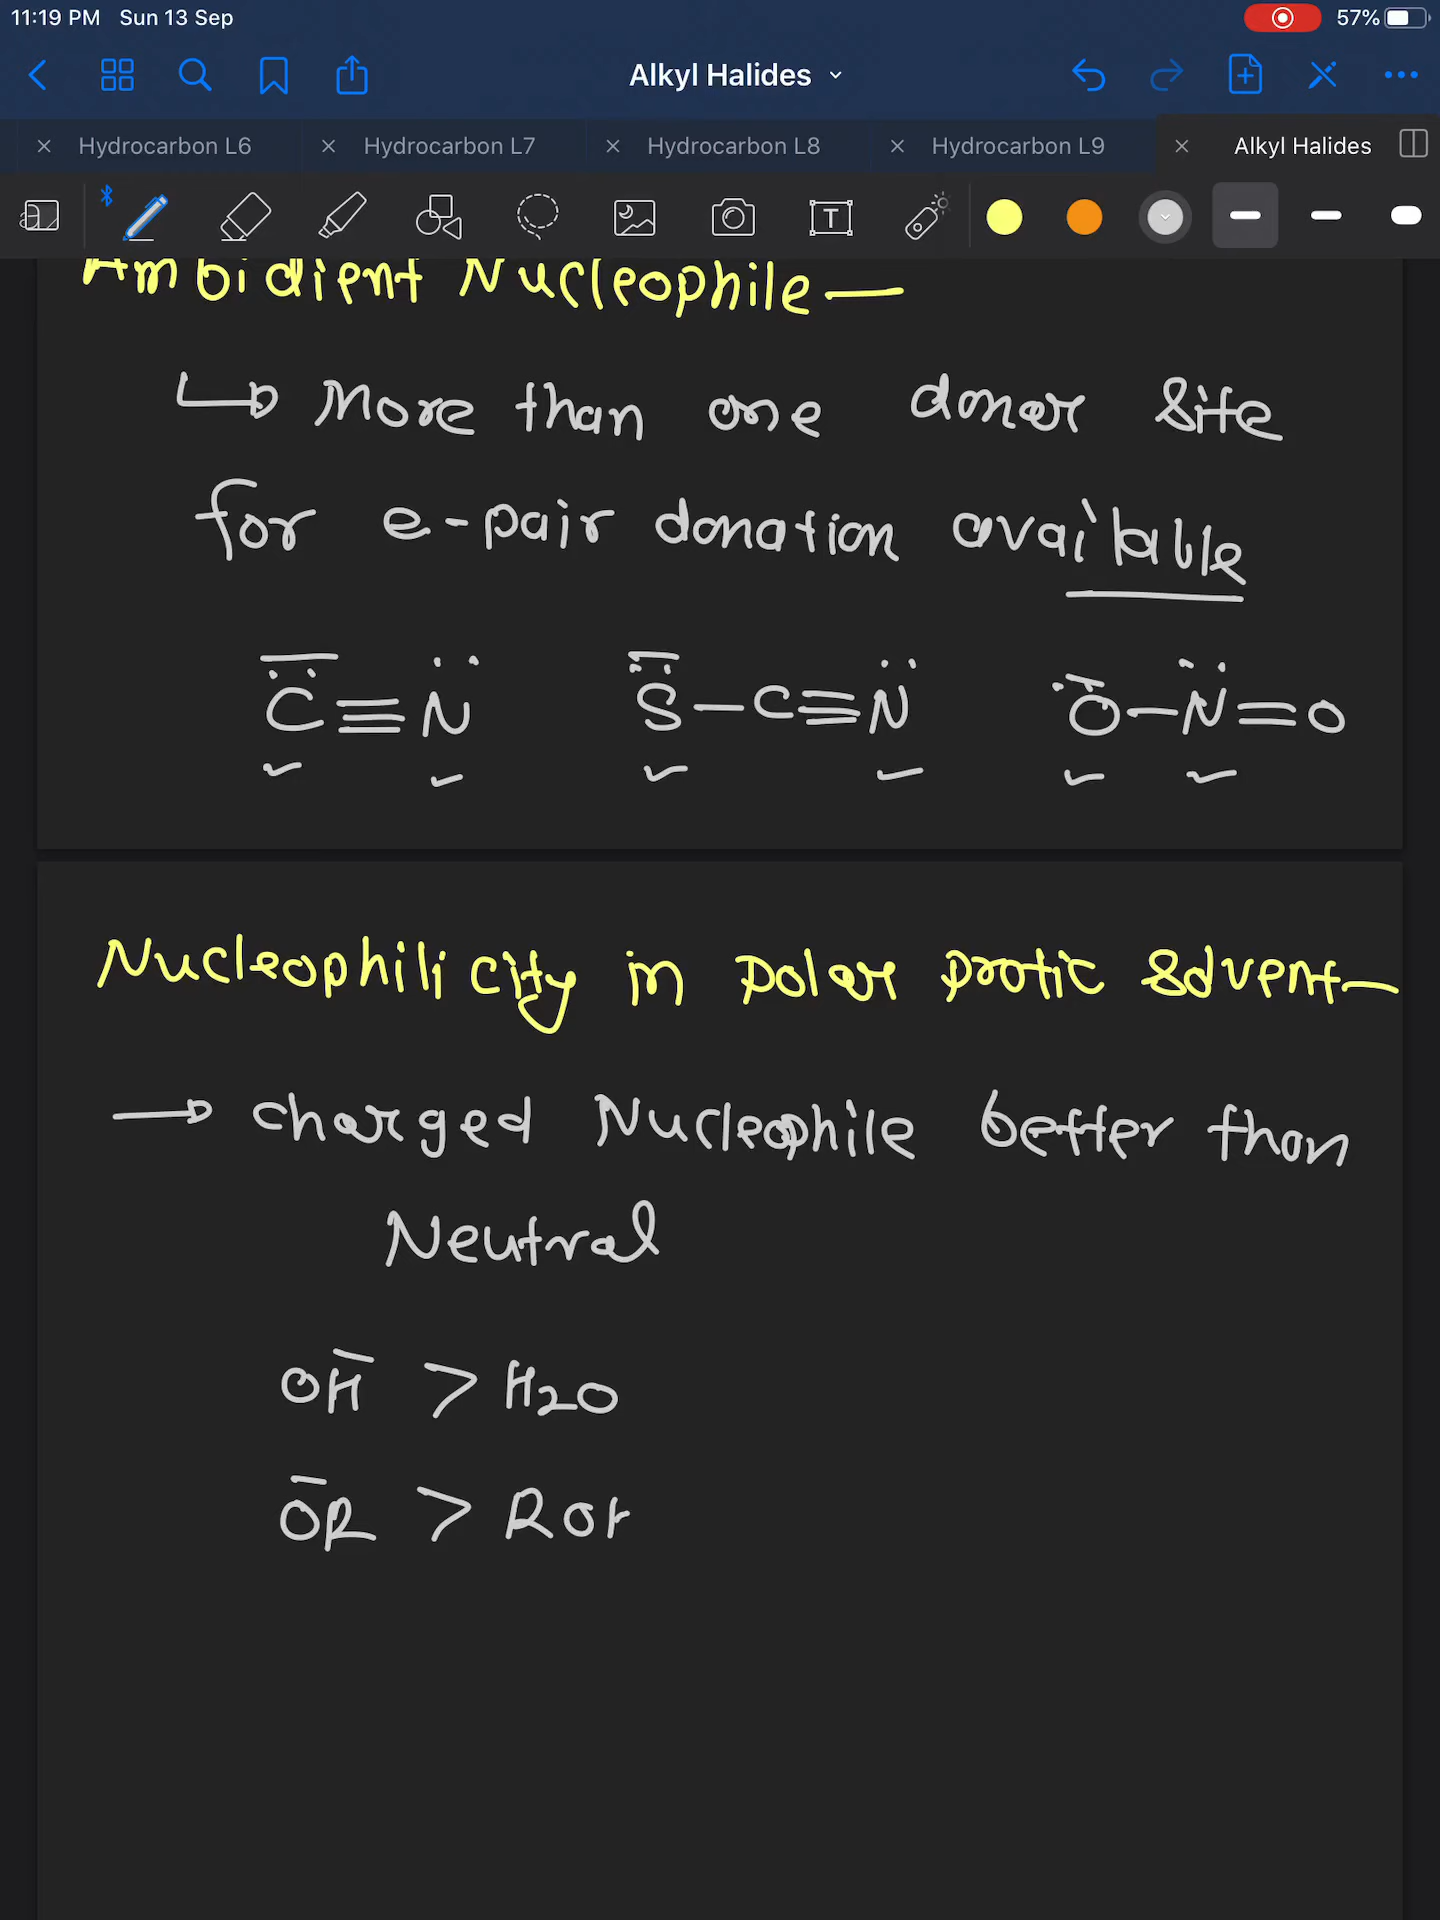 11:19 PM Sun 13 Sep 57%
Alkyl Halides
Hydrocarbon L6 Hydrocarbon L7 Hydrocarbon L8 Hydrocarbon L9 Alkyl Halides
a T
Ambidient Nucleophile —
↳ More than one donor site
for e-pair donation available
C̄̈≡N̈ S̄̈–C≡N̈ Ō̈–N̈=O
Nucleophilicity in polar protic solvent —
→ charged Nucleophile better than
Neutral
OH̄ > H2O
ŌR > ROH